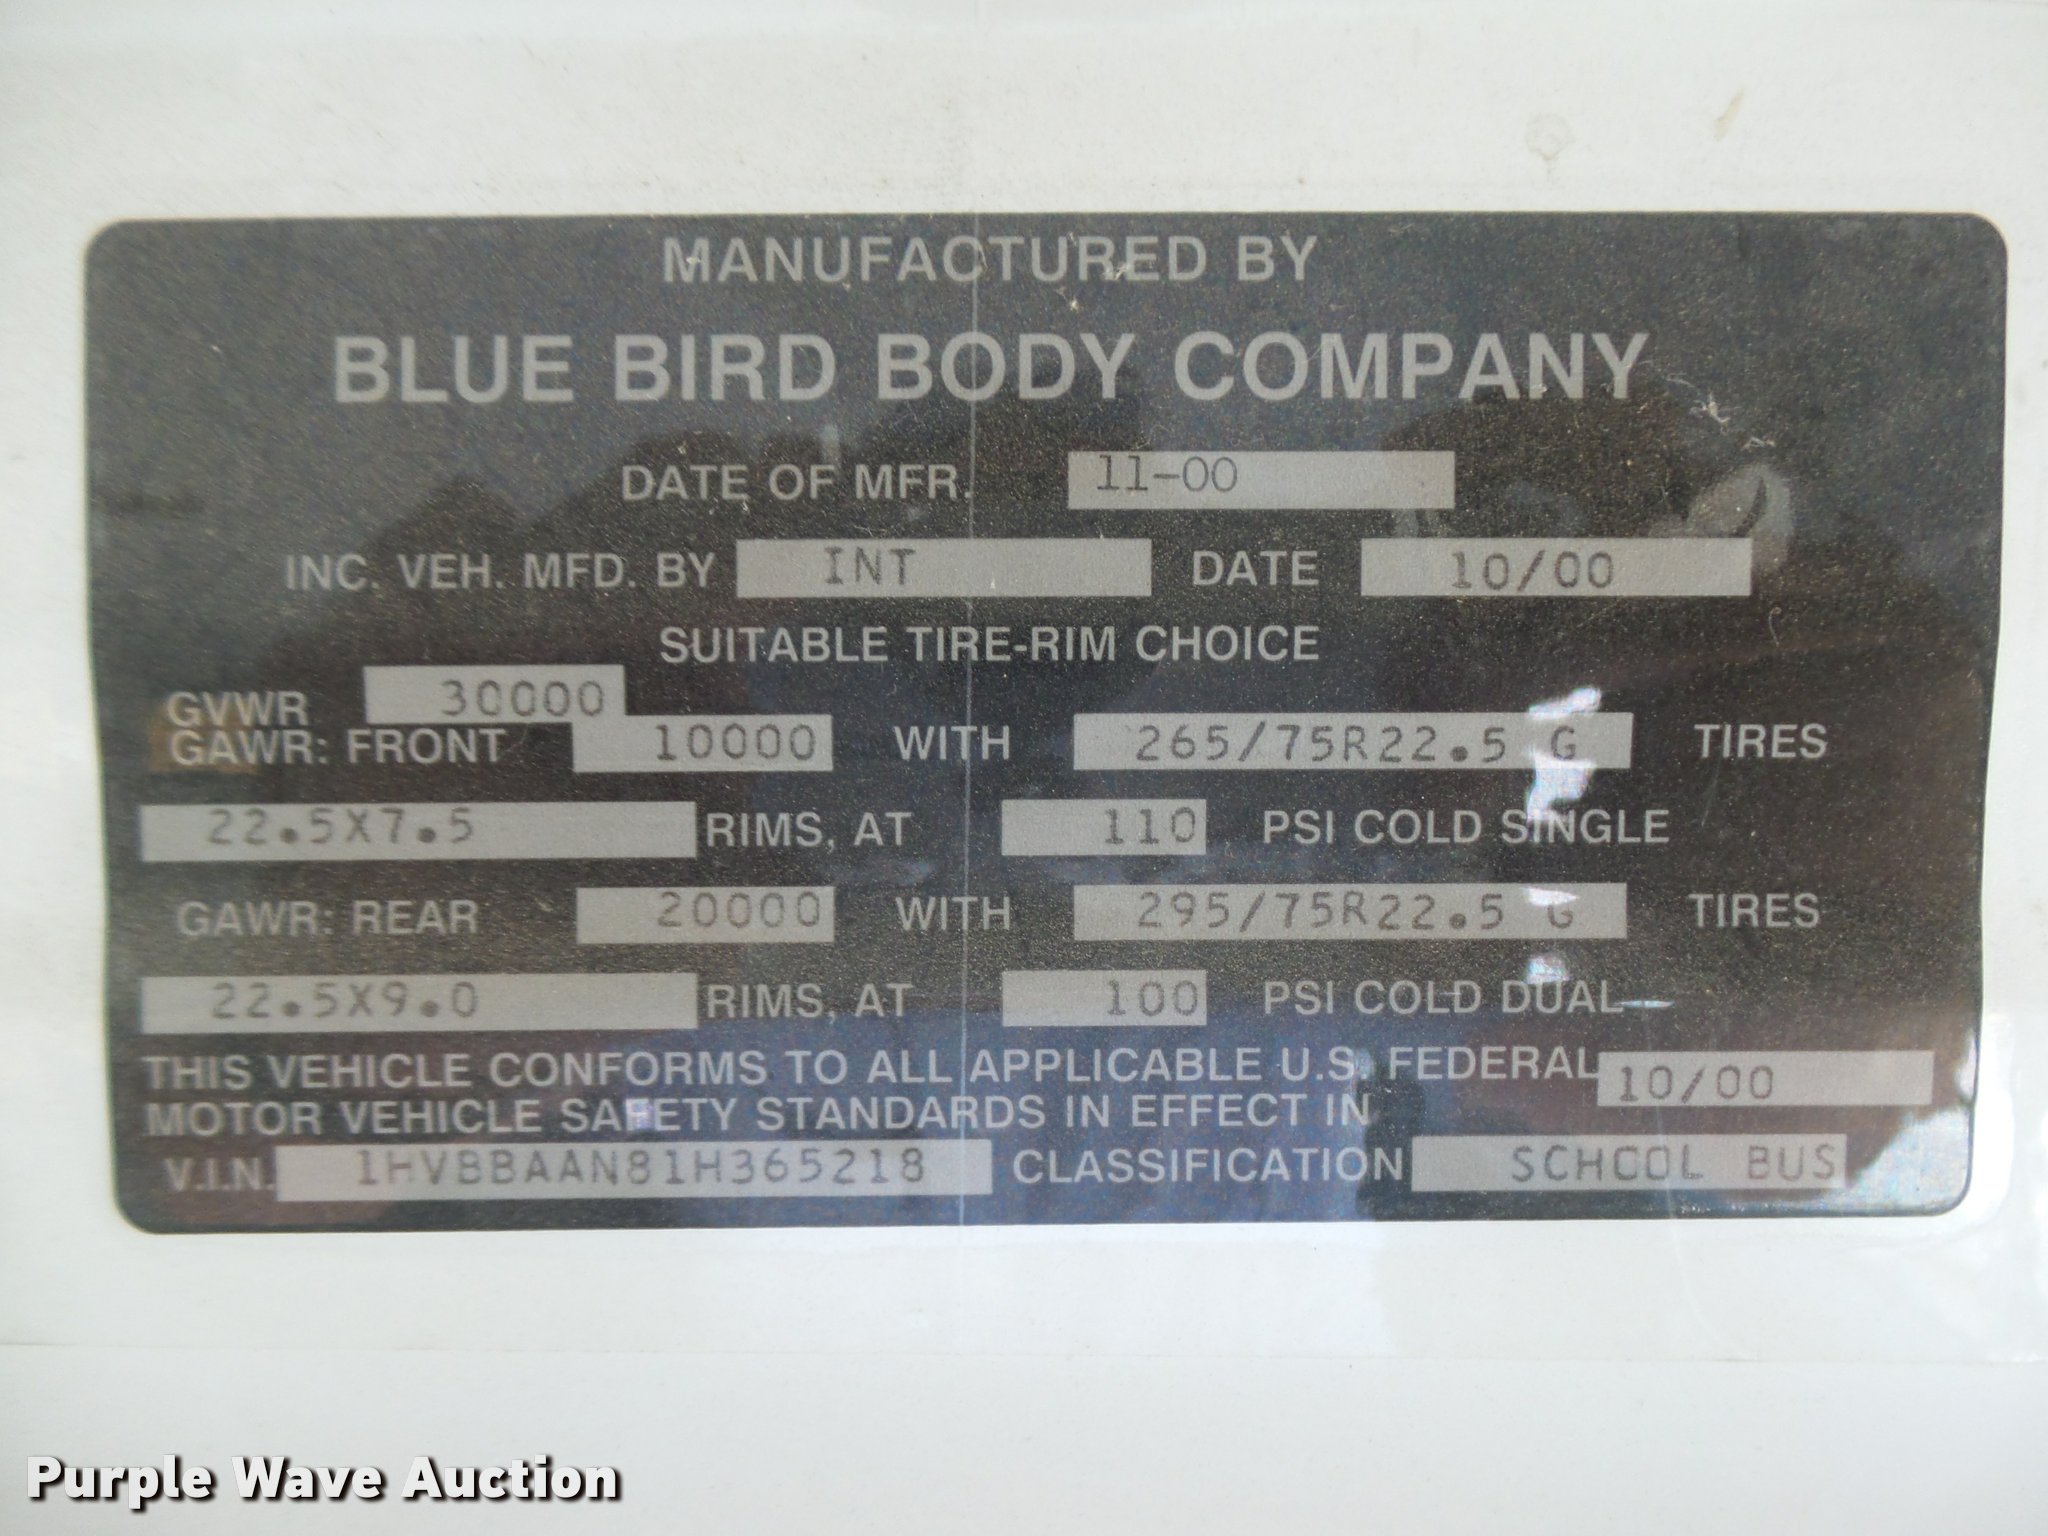 MANUFACTURED BY
BLUE BIRD BODY COMPANY
DATE OF MFR. 11-00
INC. VEH. MFD. BY INT DATE 10/00
SUITABLE TIRE-RIM CHOICE
GVWR 30000
GAWR: FRONT 10000 WITH 265/75R22.5 G TIRES
22.5X7.5 RIMS, AT 110 PSI COLD SINGLE
GAWR: REAR 20000 WITH 295/75R22.5 G TIRES
22.5X9.0 RIMS, AT 100 PSI COLD DUAL
THIS VEHICLE CONFORMS TO ALL APPLICABLE U.S. FEDERAL
MOTOR VEHICLE SAFETY STANDARDS IN EFFECT IN 10/00
V.I.N. 1HVBBAAN81H365218 CLASSIFICATION SCHOOL BUS
Purple Wave Auction